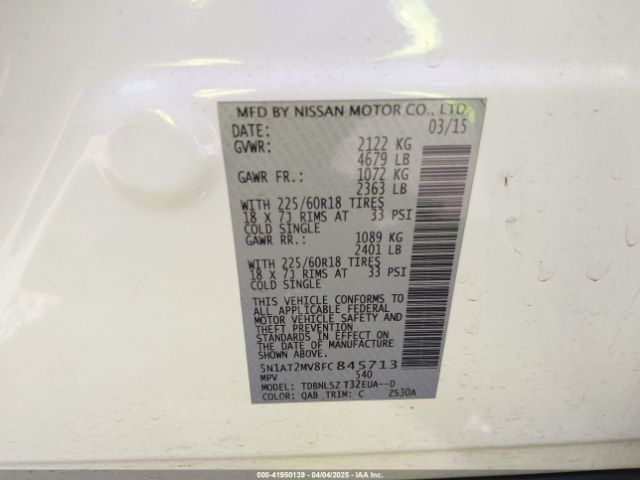 MFD BY NISSAN MOTOR CO., LTD.
DATE: 03/15
GVWR: 2122 KG
4679 LB
GAWR FR.: 1072 KG
2363 LB
WITH 225/60R18 TIRES
18 X 7J RIMS AT 33 PSI
COLD SINGLE
GAWR RR.: 1089 KG
2401 LB
WITH 225/60R18 TIRES
18 X 7J RIMS AT 33 PSI
COLD SINGLE
THIS VEHICLE CONFORMS TO
ALL APPLICABLE FEDERAL
MOTOR VEHICLE SAFETY AND
THEFT PREVENTION
STANDARDS IN EFFECT ON
THE DATE OF MANUFACTURE
SHOWN ABOVE.
5N1AT2MV8FC845713
MPV 540
MODEL: TDBNLSZ T32EUA--D
COLOR: QAB TRIM: C ZS30A
000-41950139 - 04/04/2025 - IAA Inc.